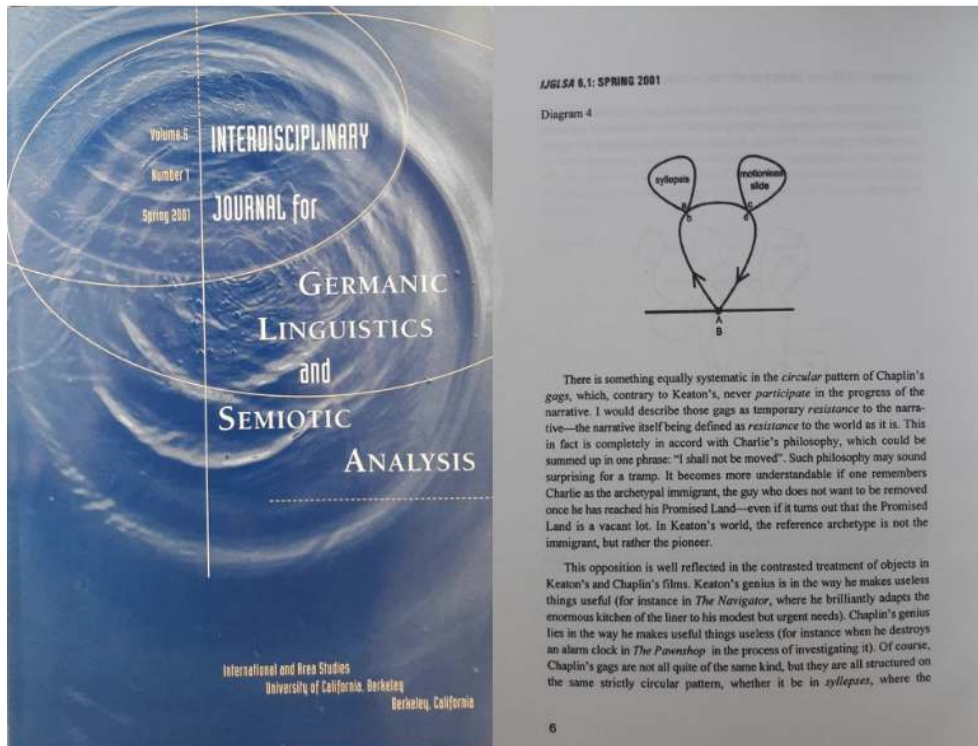 Volume 6
Number 1
Spring 2001
INTERDISCIPLINARY
JOURNAL for
GERMANIC
LINGUISTICS
and
SEMIOTIC
ANALYSIS
International and Area Studies
University of California, Berkeley
Berkeley, California
IJGLSA 6,1: SPRING 2001
Diagram 4
syllepsis
motionless
slide
A
B
There is something equally systematic in the circular pattern of Chaplin's
gags, which, contrary to Keaton's, never participate in the progress of the
narrative. I would describe those gags as temporary resistance to the narra-
tive—the narrative itself being defined as resistance to the world as it is. This
in fact is completely in accord with Charlie's philosophy, which could be
summed up in one phrase: “I shall not be moved”. Such philosophy may sound
surprising for a tramp. It becomes more understandable if one remembers
Charlie as the archetypal immigrant, the guy who does not want to be removed
once he has reached his Promised Land—even if it turns out that the Promised
Land is a vacant lot. In Keaton's world, the reference archetype is not the
immigrant, but rather the pioneer.
This opposition is well reflected in the contrasted treatment of objects in
Keaton's and Chaplin's films. Keaton's genius is in the way he makes useless
things useful (for instance in The Navigator, where he brilliantly adapts the
enormous kitchen of the liner to his modest but urgent needs). Chaplin's genius
lies in the way he makes useful things useless (for instance when he destroys
an alarm clock in The Pawnshop in the process of investigating it). Of course,
Chaplin's gags are not all quite of the same kind, but they are all structured on
the same strictly circular pattern, whether it be in syllepses, where the
6